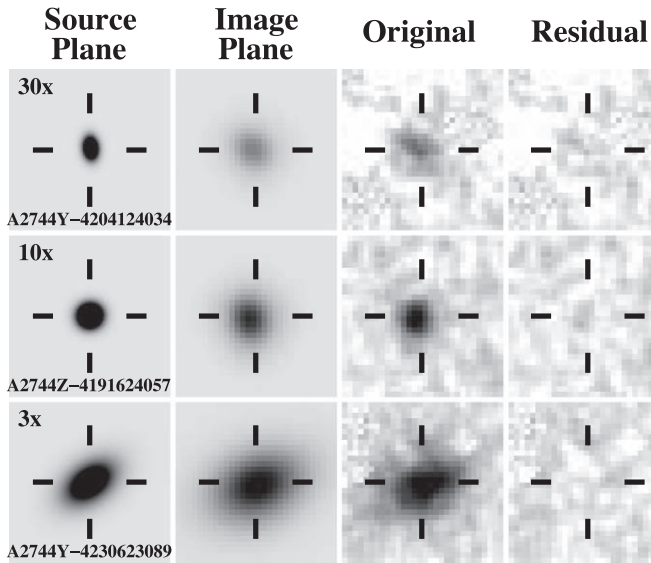 Source Plane
Image Plane
Original
Residual
30x
A2744Y−4204124034
10x
A2744Z−4191624057
3x
A2744Y−4230623089